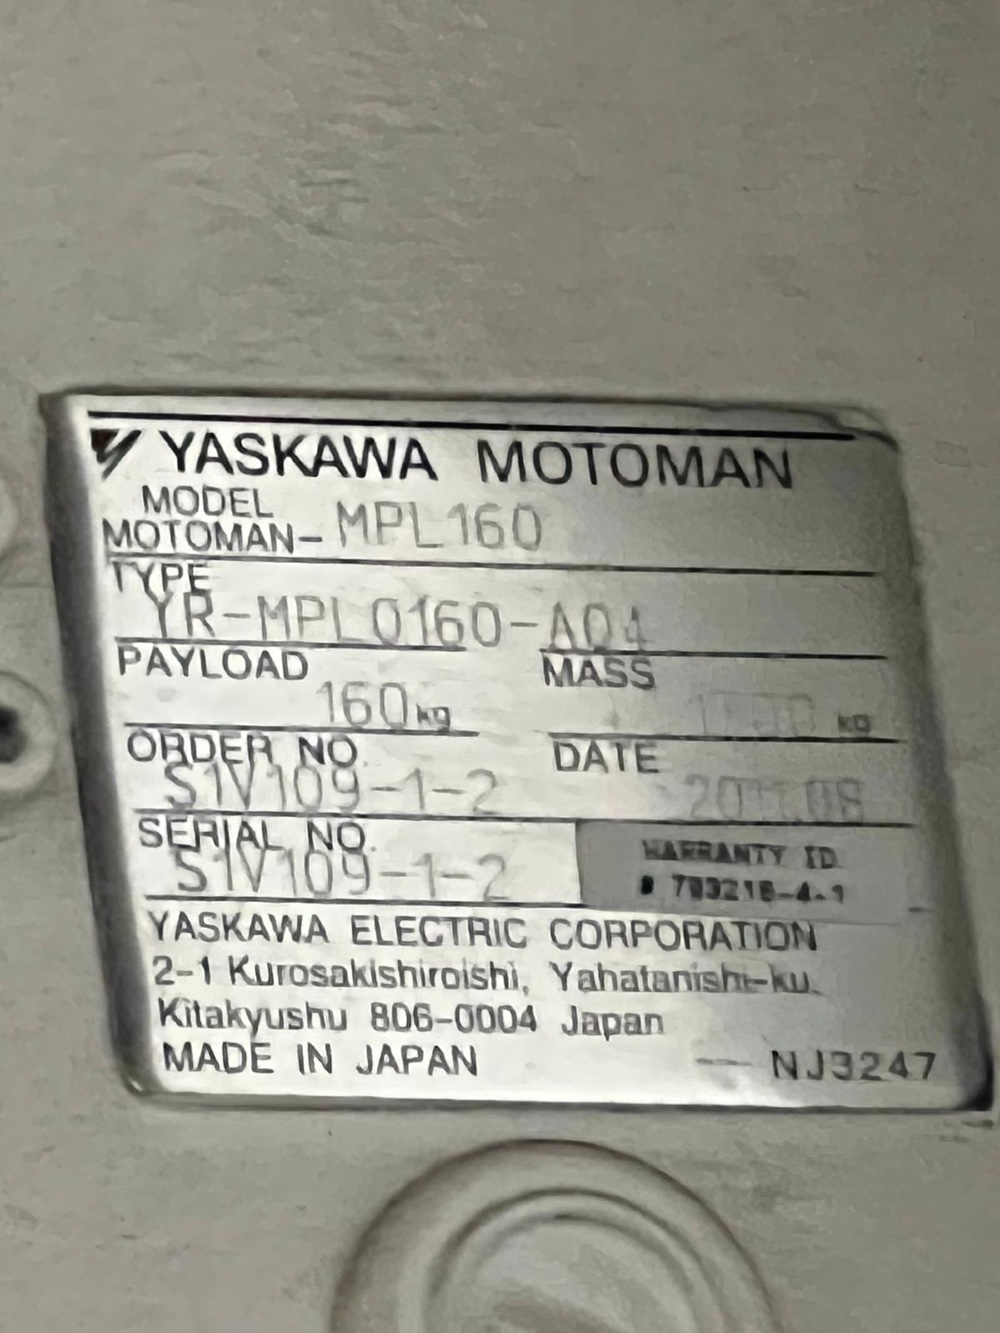 YASKAWA MOTOMAN
MODEL
MOTOMAN- MPL160
TYPE
YR-MPL0160-A04
PAYLOAD MASS
160kg kg
ORDER NO. DATE
S1V109-1-2
SERIAL NO. WARRANTY ID
S1V109-1-2
YASKAWA ELECTRIC CORPORATION
2-1 Kurosakishiroishi, Yahatanishi-ku.
Kitakyushu 806-0004 Japan
MADE IN JAPAN NJ3247